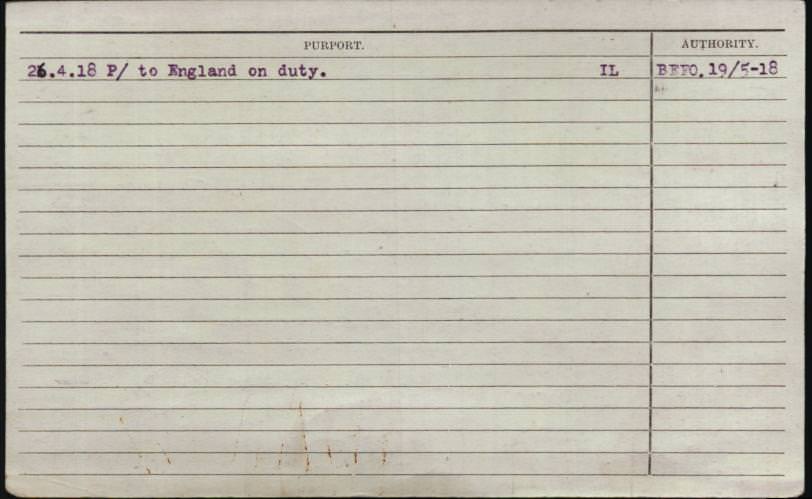 PURPORT. AUTHORITY.
26.4.18 P/ to England on duty. IL BEFO. 19/5-18